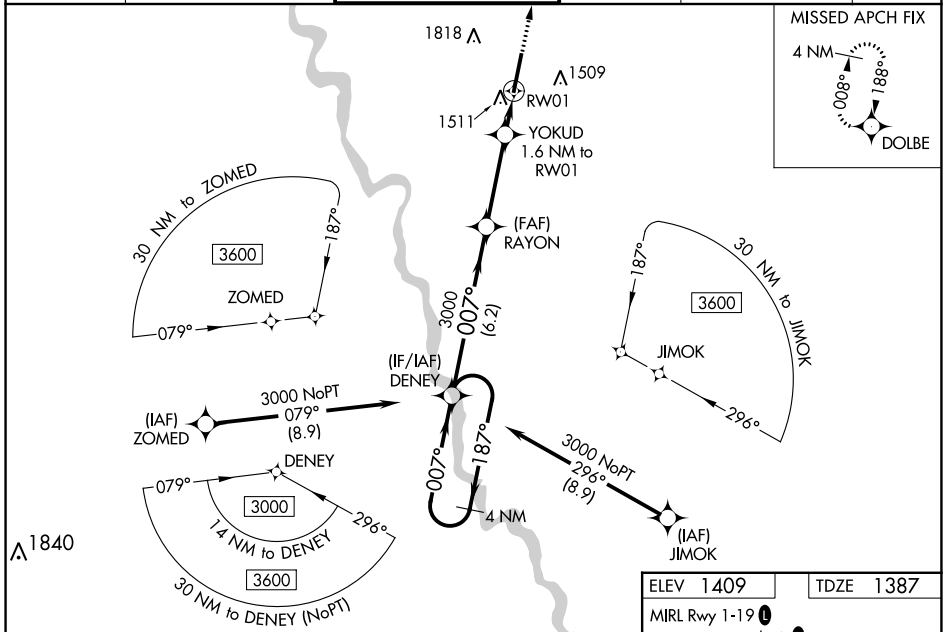 MISSED APCH FIX
4 NM
008°
188°
DOLBE
1818
1509
RW01
1511
YOKUD
1.6 NM to
RW01
(FAF)
RAYON
30 NM to ZOMED
3600
187°
ZOMED
079°
30 NM to JIMOK
3600
187°
JIMOK
296°
3000
007°
(6.2)
(IF/IAF)
DENEY
3000 NoPT
079°
(8.9)
(IAF)
ZOMED
007°
187°
4 NM
3000 NoPT
296°
(8.9)
(IAF)
JIMOK
DENEY
079°
296°
3000
14 NM to DENEY
3600
30 NM to DENEY (NoPT)
1840
ELEV 1409
TDZE 1387
MIRL Rwy 1-19 L